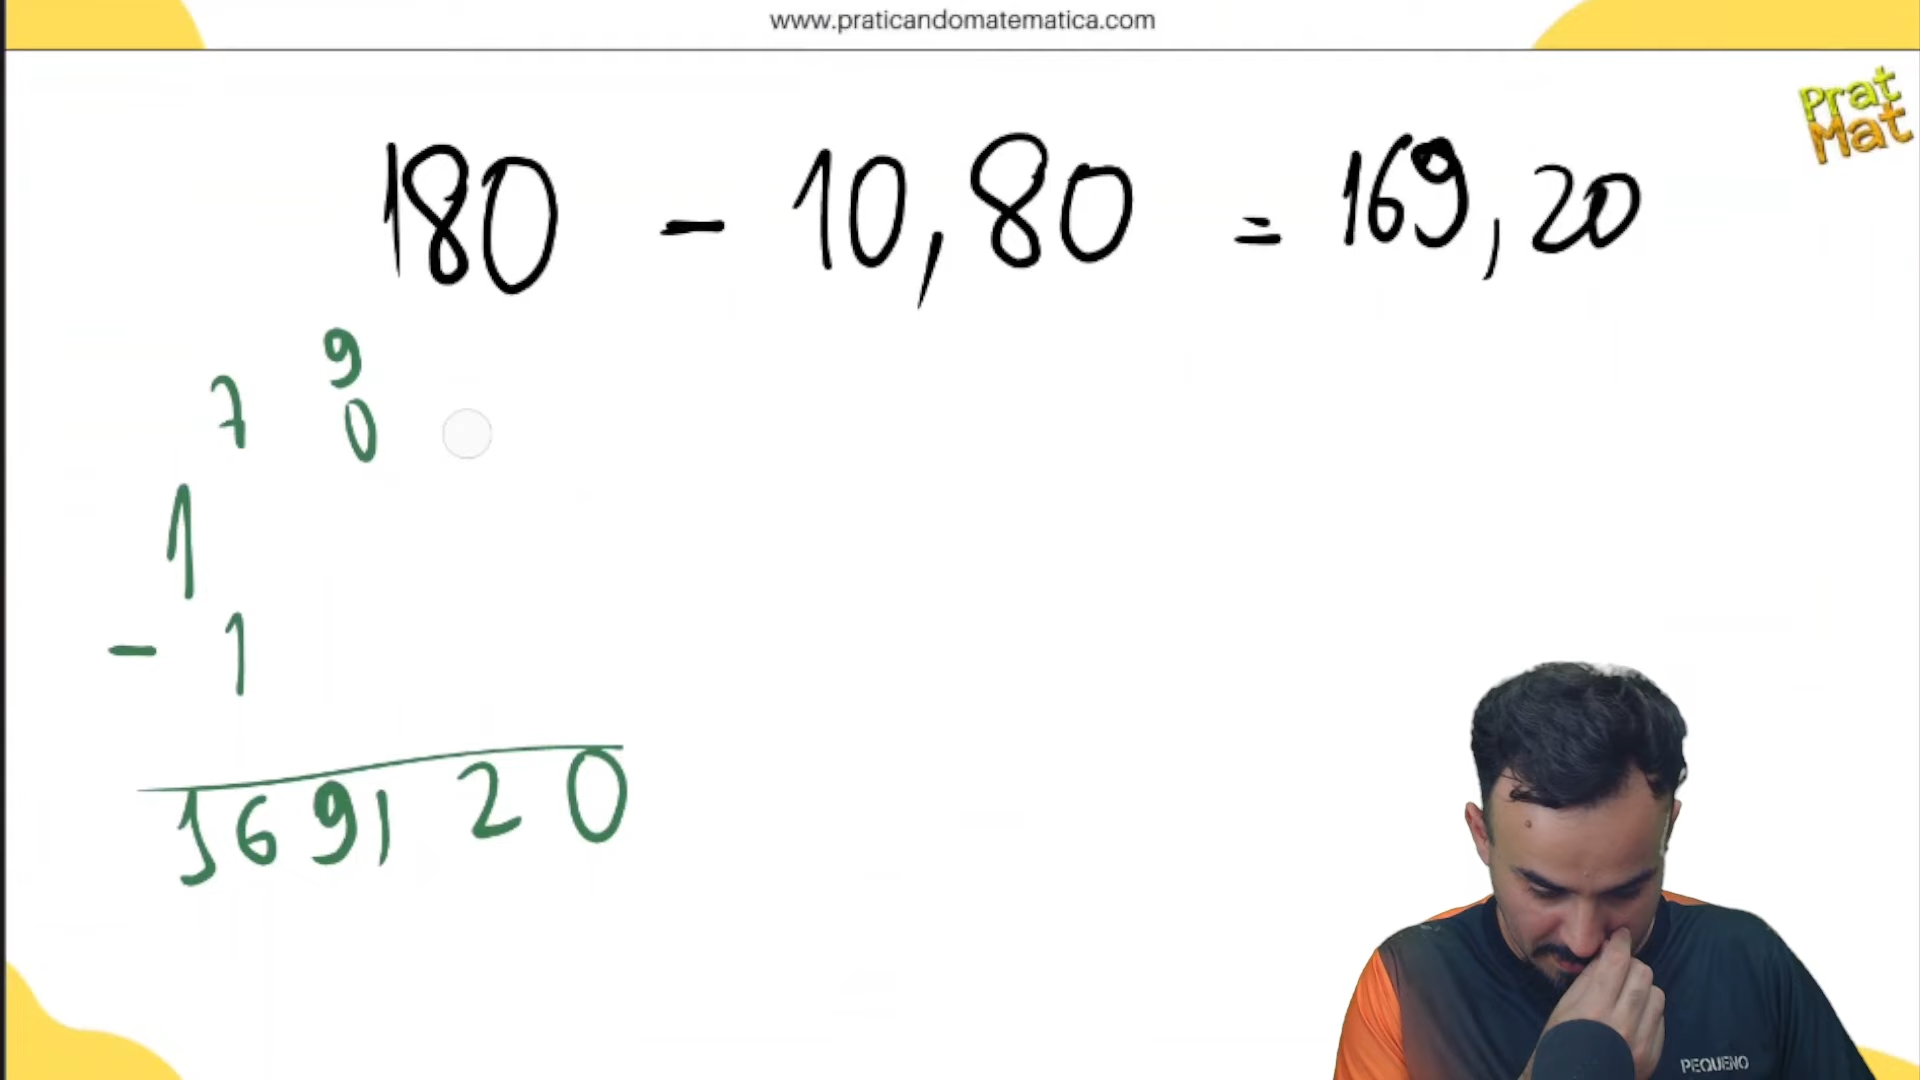 www.praticandomatematica.com
Prat
Mat
180 - 10,80 = 169,20
9
7 0
1
- 1
169,20
PEQUENO